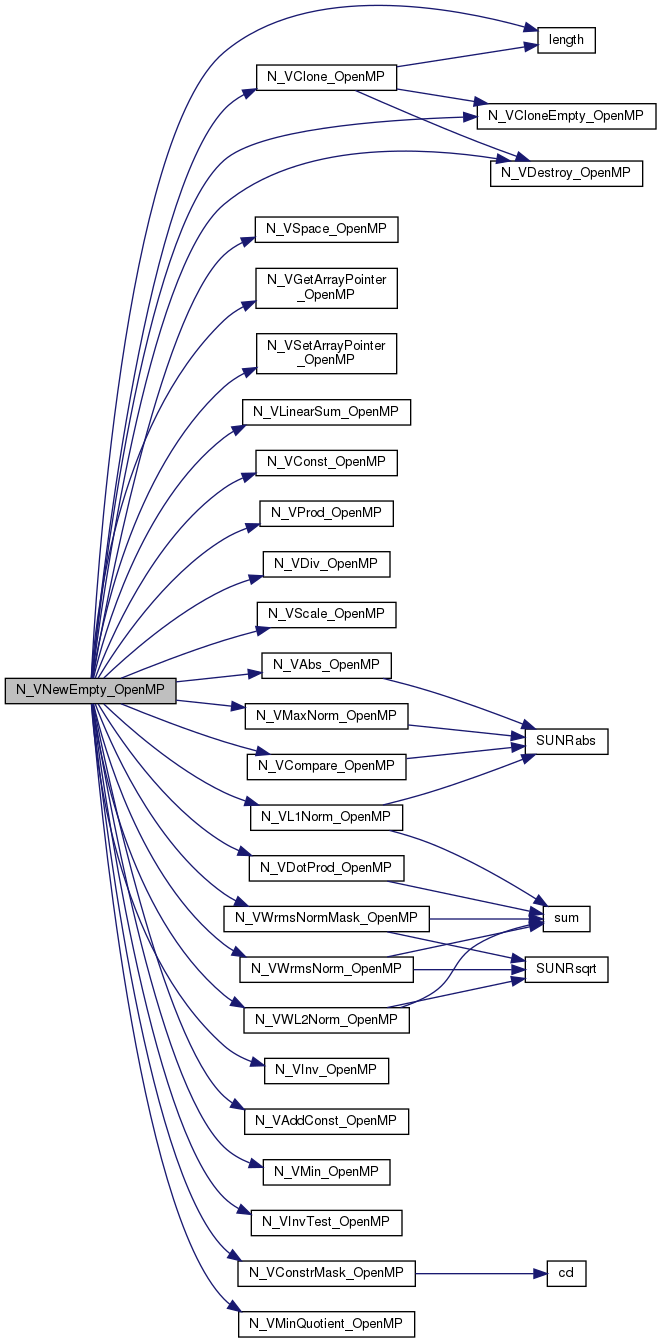 length
N_VClone_OpenMP
N_VCloneEmpty_OpenMP
N_VDestroy_OpenMP
N_VSpace_OpenMP
N_VGetArrayPointer
_OpenMP
N_VSetArrayPointer
_OpenMP
N_VLinearSum_OpenMP
N_VConst_OpenMP
N_VProd_OpenMP
N_VDiv_OpenMP
N_VScale_OpenMP
N_VAbs_OpenMP
N_VNewEmpty_OpenMP
N_VMaxNorm_OpenMP
SUNRabs
N_VCompare_OpenMP
N_VL1Norm_OpenMP
N_VDotProd_OpenMP
N_VWrmsNormMask_OpenMP
sum
N_VWrmsNorm_OpenMP
SUNRsqrt
N_VWL2Norm_OpenMP
N_VInv_OpenMP
N_VAddConst_OpenMP
N_VMin_OpenMP
N_VInvTest_OpenMP
N_VConstrMask_OpenMP
cd
N_VMinQuotient_OpenMP